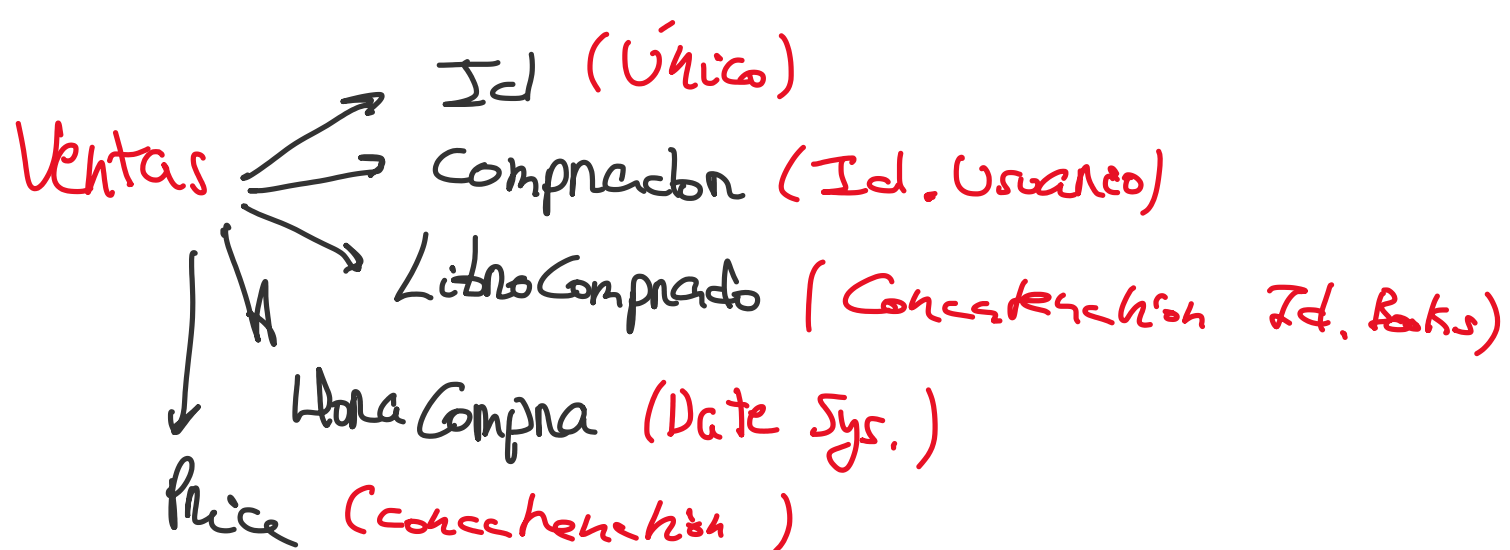 Id (Único)
Ventas
Comprador (Id. Usuario)
LibroComprado (Concatenación Id. Books)
HoraCompra (Date Sys.)
Price (concatenación)